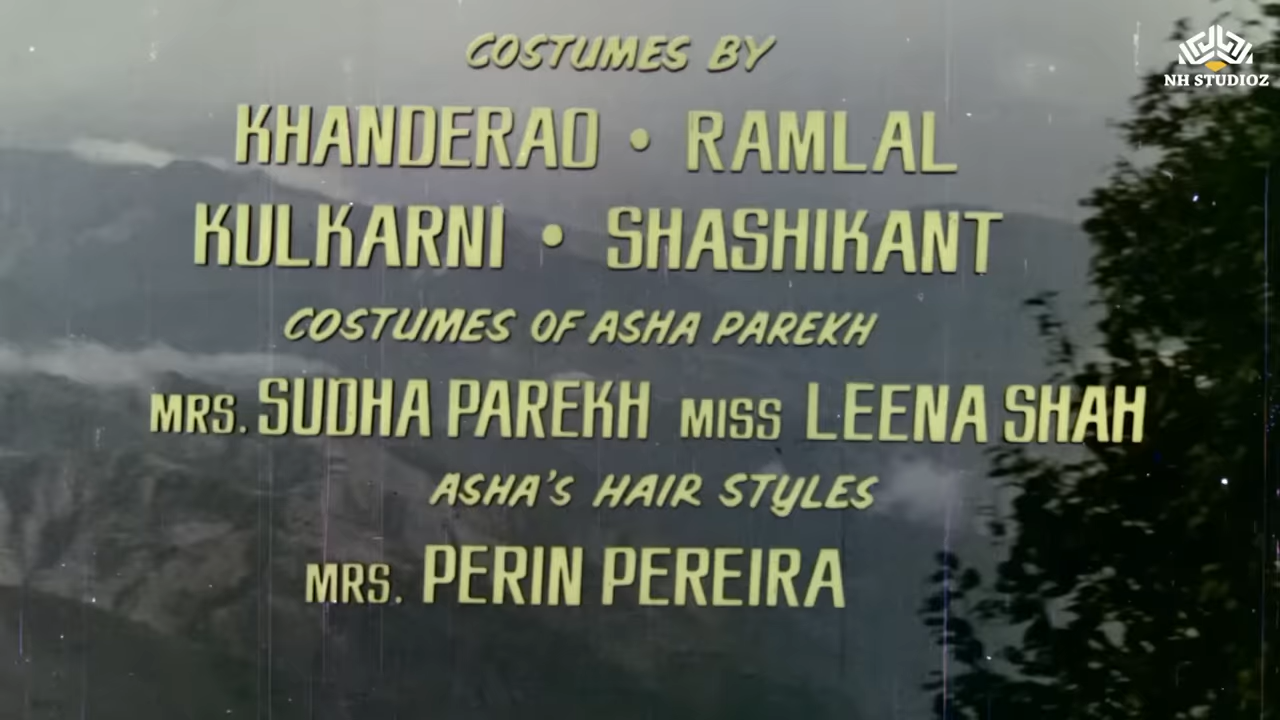 COSTUMES BY
KHANDERAO • RAMLAL
KULKARNI • SHASHIKANT
COSTUMES OF ASHA PAREKH
MRS. SUDHA PAREKH MISS LEENA SHAH
ASHA'S HAIR STYLES
MRS. PERIN PEREIRA
NH STUDIOZ